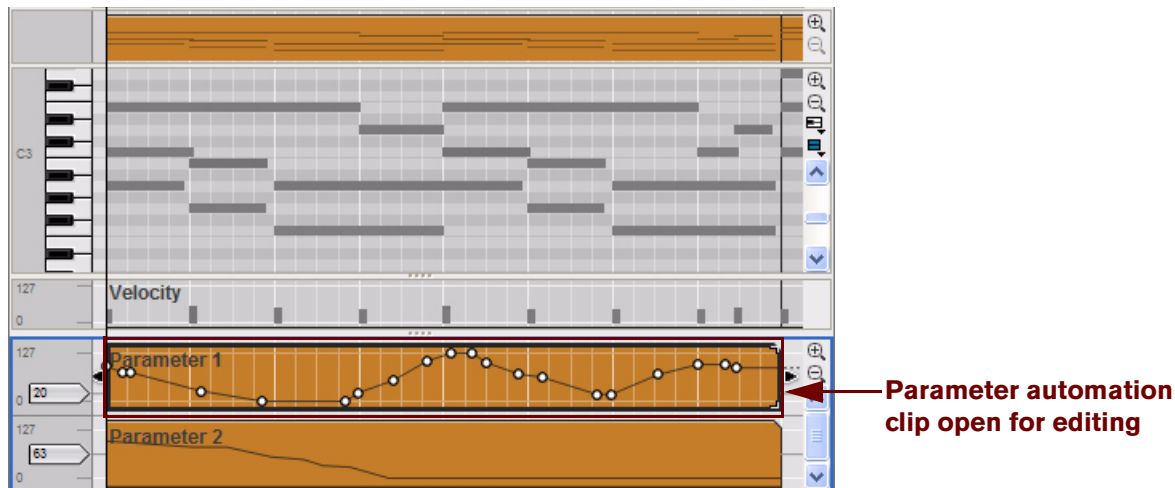 C3
127
Velocity
0
127
Parameter 1
20
0
Parameter automation
clip open for editing
127
Parameter 2
63
0